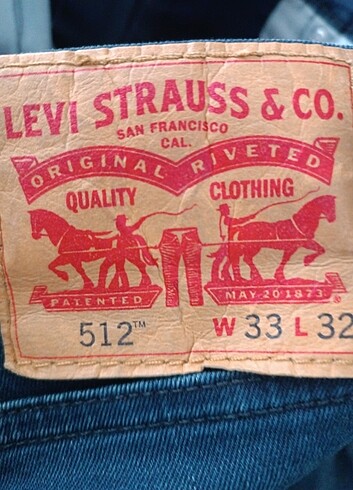 LEVI STRAUSS & CO.
SAN FRANCISCO
CAL.
ORIGINAL RIVETED
QUALITY CLOTHING
PATENTED MAY 20 1873 ®
512™ W 33 L 32